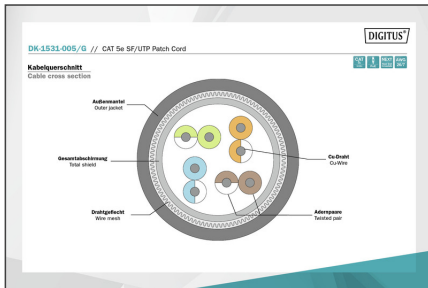 DIGITUS®
DK-1531-005/G // CAT 5e SF/UTP Patch Cord
Kabelquerschnitt
Cable cross section
Außenmantel
Outer jacket
Gesamtabschirmung
Total shield
Drahtgeflecht
Wire mesh
Cu-Draht
Cu-Wire
Adernpaare
Twisted pair